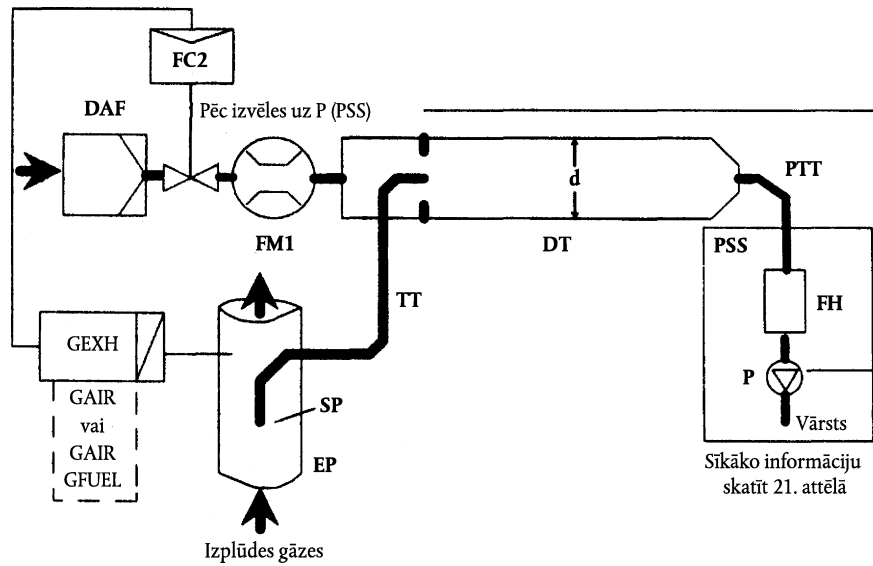 FC2
DAF
Pēc izvēles uz P (PSS)
d
PTT
FM1
DT
PSS
TT
FH
GEXH
P
GAIR
vai
GAIR
GFUEL
SP
Vārsts
EP
Sīkāko informāciju
skatīt 21. attēlā
Izplūdes gāzes